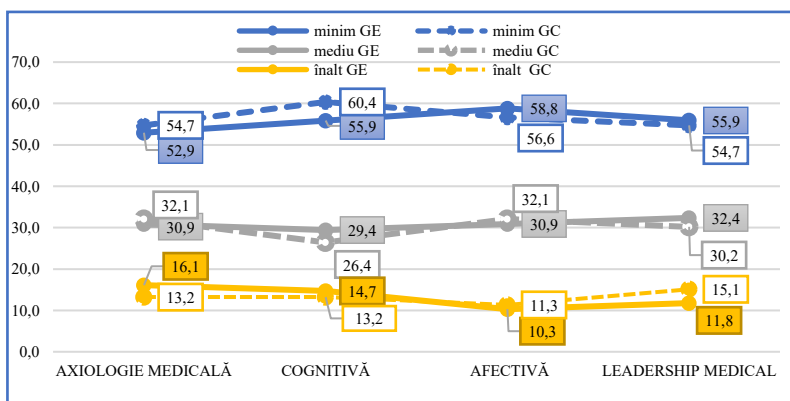 minim GE minim GC
mediu GE mediu GC
înalt GE înalt GC
70,0
60,0
50,0
40,0
30,0
20,0
10,0
0,0
54,7 60,4 58,8 55,9
52,9 55,9 56,6 54,7
32,1 29,4 32,1 32,4
30,9 26,4 30,9 30,2
16,1 14,7 11,3 15,1
13,2 13,2 10,3 11,8
AXIOLOGIE MEDICALĂ COGNITIVĂ AFECTIVĂ LEADERSHIP MEDICAL